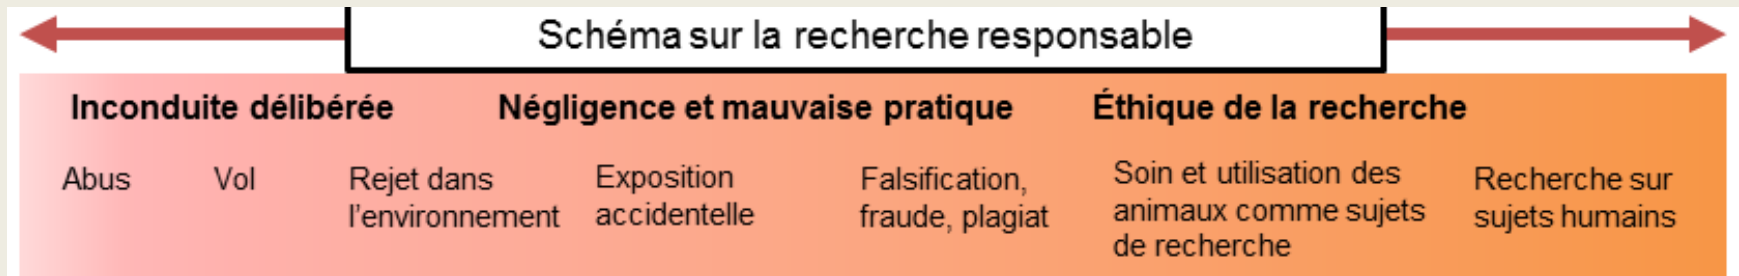 Schéma sur la recherche responsable
Inconduite délibérée
Négligence et mauvaise pratique
Éthique de la recherche
Abus
Vol
Rejet dans
l'environnement
Exposition
accidentelle
Falsification,
fraude, plagiat
Soin et utilisation des
animaux comme sujets
de recherche
Recherche sur
sujets humains